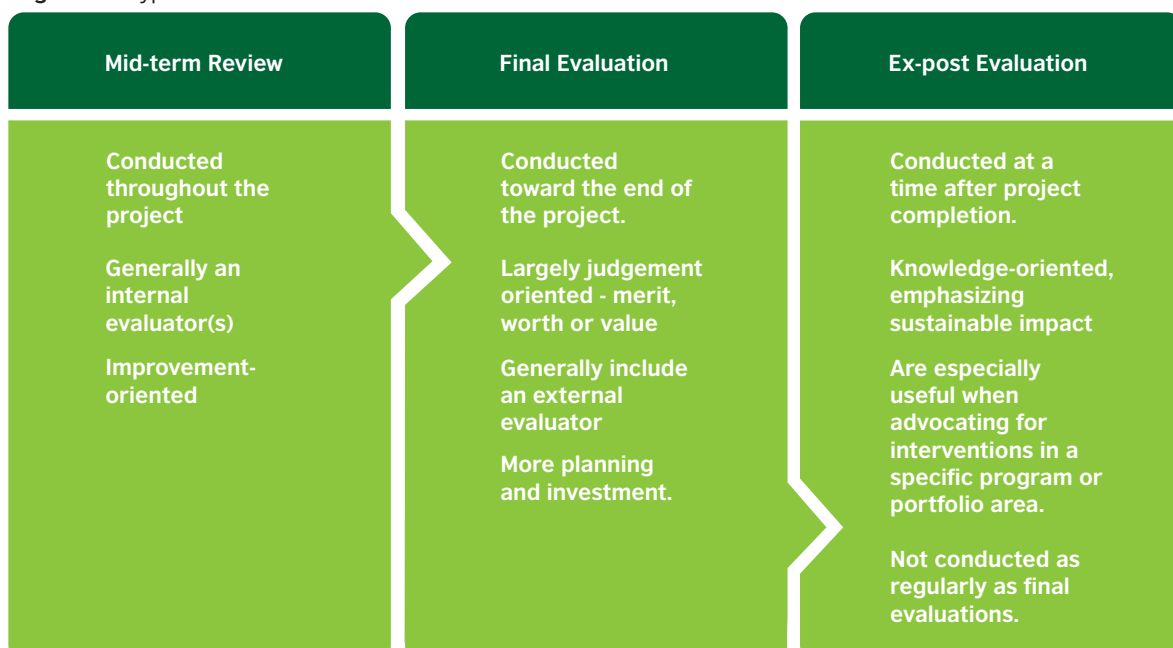 Mid-term Review
Conducted
throughout the
project
Generally an
internal
evaluator(s)
Improvement-
oriented
Final Evaluation
Conducted
toward the end of
the project.
Largely judgement
oriented - merit,
worth or value
Generally include
an external
evaluator
More planning
and investment.
Ex-post Evaluation
Conducted at a
time after project
completion.
Knowledge-oriented,
emphasizing
sustainable impact
Are especially
useful when
advocating for
interventions in a
specific program or
portfolio area.
Not conducted as
regularly as final
evaluations.